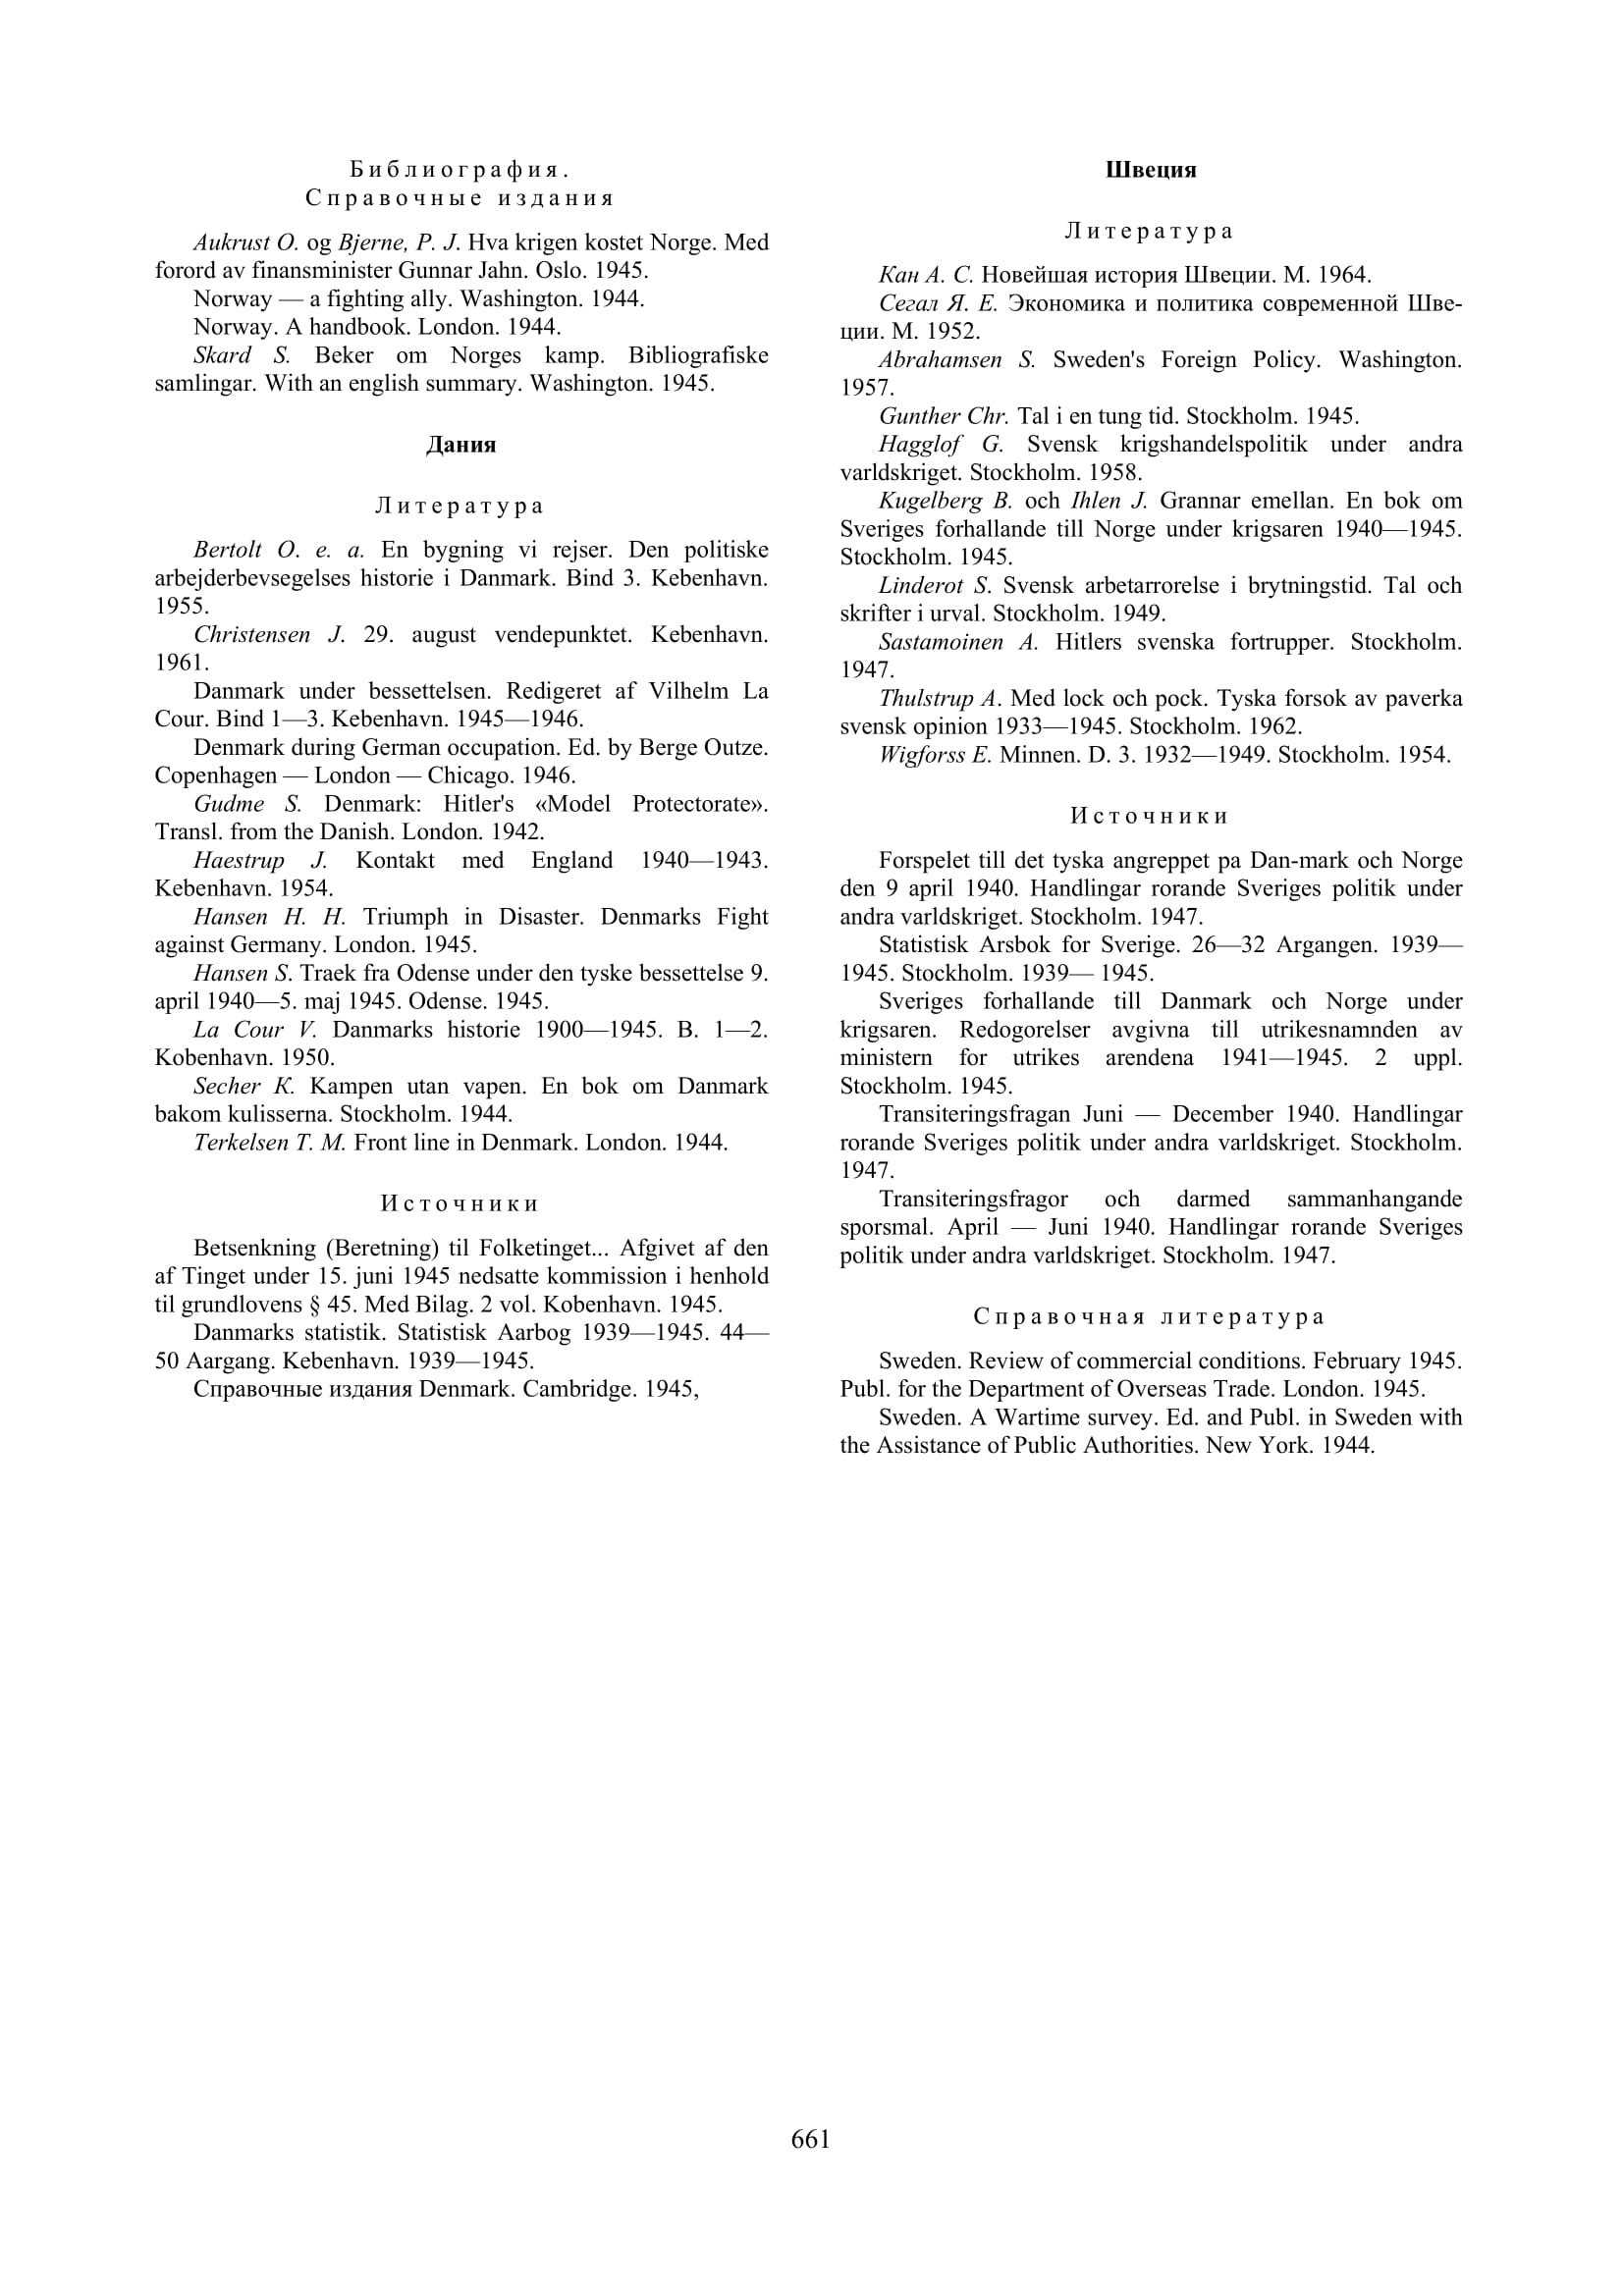 Библиография.
Справочные издания
Aukrust O. og Bjerne, P. J. Hva krigen kostet Norge. Med
forord av finansminister Gunnar Jahn. Oslo. 1945.
Norway — a fighting ally. Washington. 1944.
Norway. A handbook. London. 1944.
Skard S. Beker om Norges kamp. Bibliografiske
samlingar. With an english summary. Washington. 1945.
Дания
Литература
Bertolt O. e. a. En bygning vi rejser. Den politiske
arbejderbevsegelses historie i Danmark. Bind 3. Kebenhavn.
1955.
Christensen J. 29. august vendepunktet. Kebenhavn.
1961.
Danmark under bessettelsen. Redigeret af Vilhelm La
Cour. Bind 1—3. Kebenhavn. 1945—1946.
Denmark during German occupation. Ed. by Berge Outze.
Copenhagen — London — Chicago. 1946.
Gudme S. Denmark: Hitler's «Model Protectorate».
Transl. from the Danish. London. 1942.
Haestrup J. Kontakt med England 1940—1943.
Kebenhavn. 1954.
Hansen H. H. Triumph in Disaster. Denmarks Fight
against Germany. London. 1945.
Hansen S. Traek fra Odense under den tyske bessettelse 9.
april 1940—5. maj 1945. Odense. 1945.
La Cour V. Danmarks historie 1900—1945. B. 1—2.
Kobenhavn. 1950.
Secher K. Kampen utan vapen. En bok om Danmark
bakom kulisserna. Stockholm. 1944.
Terkelsen T. M. Front line in Denmark. London. 1944.
Источники
Betsenkning (Beretning) til Folketinget... Afgivet af den
af Tinget under 15. juni 1945 nedsatte kommission i henhold
til grundlovens § 45. Med Bilag. 2 vol. Kobenhavn. 1945.
Danmarks statistik. Statistisk Aarbog 1939—1945. 44—
50 Aargang. Kebenhavn. 1939—1945.
Справочные издания Denmark. Cambridge. 1945,
Швеция
Литература
Кан А. С. Новейшая история Швеции. М. 1964.
Сегал Я. Е. Экономика и политика современной Шве-
ции. М. 1952.
Abrahamsen S. Sweden's Foreign Policy. Washington.
1957.
Gunther Chr. Tal i en tung tid. Stockholm. 1945.
Hagglof G. Svensk krigshandelspolitik under andra
varldskriget. Stockholm. 1958.
Kugelberg B. och Ihlen J. Grannar emellan. En bok om
Sveriges forhallande till Norge under krigsaren 1940—1945.
Stockholm. 1945.
Linderot S. Svensk arbetarrorelse i brytningstid. Tal och
skrifter i urval. Stockholm. 1949.
Sastamoinen A. Hitlers svenska fortrupper. Stockholm.
1947.
Thulstrup A. Med lock och pock. Tyska forsok av paverka
svensk opinion 1933—1945. Stockholm. 1962.
Wigforss E. Minnen. D. 3. 1932—1949. Stockholm. 1954.
Источники
Forspelet till det tyska angreppet pa Dan-mark och Norge
den 9 april 1940. Handlingar rorande Sveriges politik under
andra varldskriget. Stockholm. 1947.
Statistisk Arsbok for Sverige. 26—32 Argangen. 1939—
1945. Stockholm. 1939— 1945.
Sveriges forhallande till Danmark och Norge under
krigsaren. Redogorelser avgivna till utrikesnamnden av
ministern for utrikes arendena 1941—1945. 2 uppl.
Stockholm. 1945.
Transiteringsfragan Juni — December 1940. Handlingar
rorande Sveriges politik under andra varldskriget. Stockholm.
1947.
Transiteringsfragor och darmed sammanhangande
sporsmal. April — Juni 1940. Handlingar rorande Sveriges
politik under andra varldskriget. Stockholm. 1947.
Справочная литература
Sweden. Review of commercial conditions. February 1945.
Publ. for the Department of Overseas Trade. London. 1945.
Sweden. A Wartime survey. Ed. and Publ. in Sweden with
the Assistance of Public Authorities. New York. 1944.
661